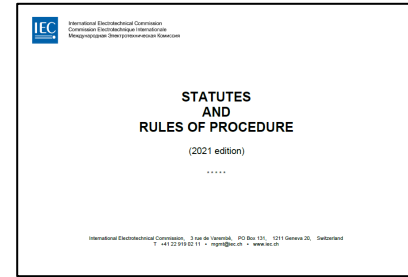 IEC
International Electrotechnical Commission
Commission Electrotechnique Internationale
Международная Электротехническая Комиссия
STATUTES
AND
RULES OF PROCEDURE
(2021 edition)
* * * * *
International Electrotechnical Commission, 3 rue de Varembé, PO Box 131, 1211 Geneva 20, Switzerland
T +41 22 919 02 11 • mgmt@iec.ch • www.iec.ch